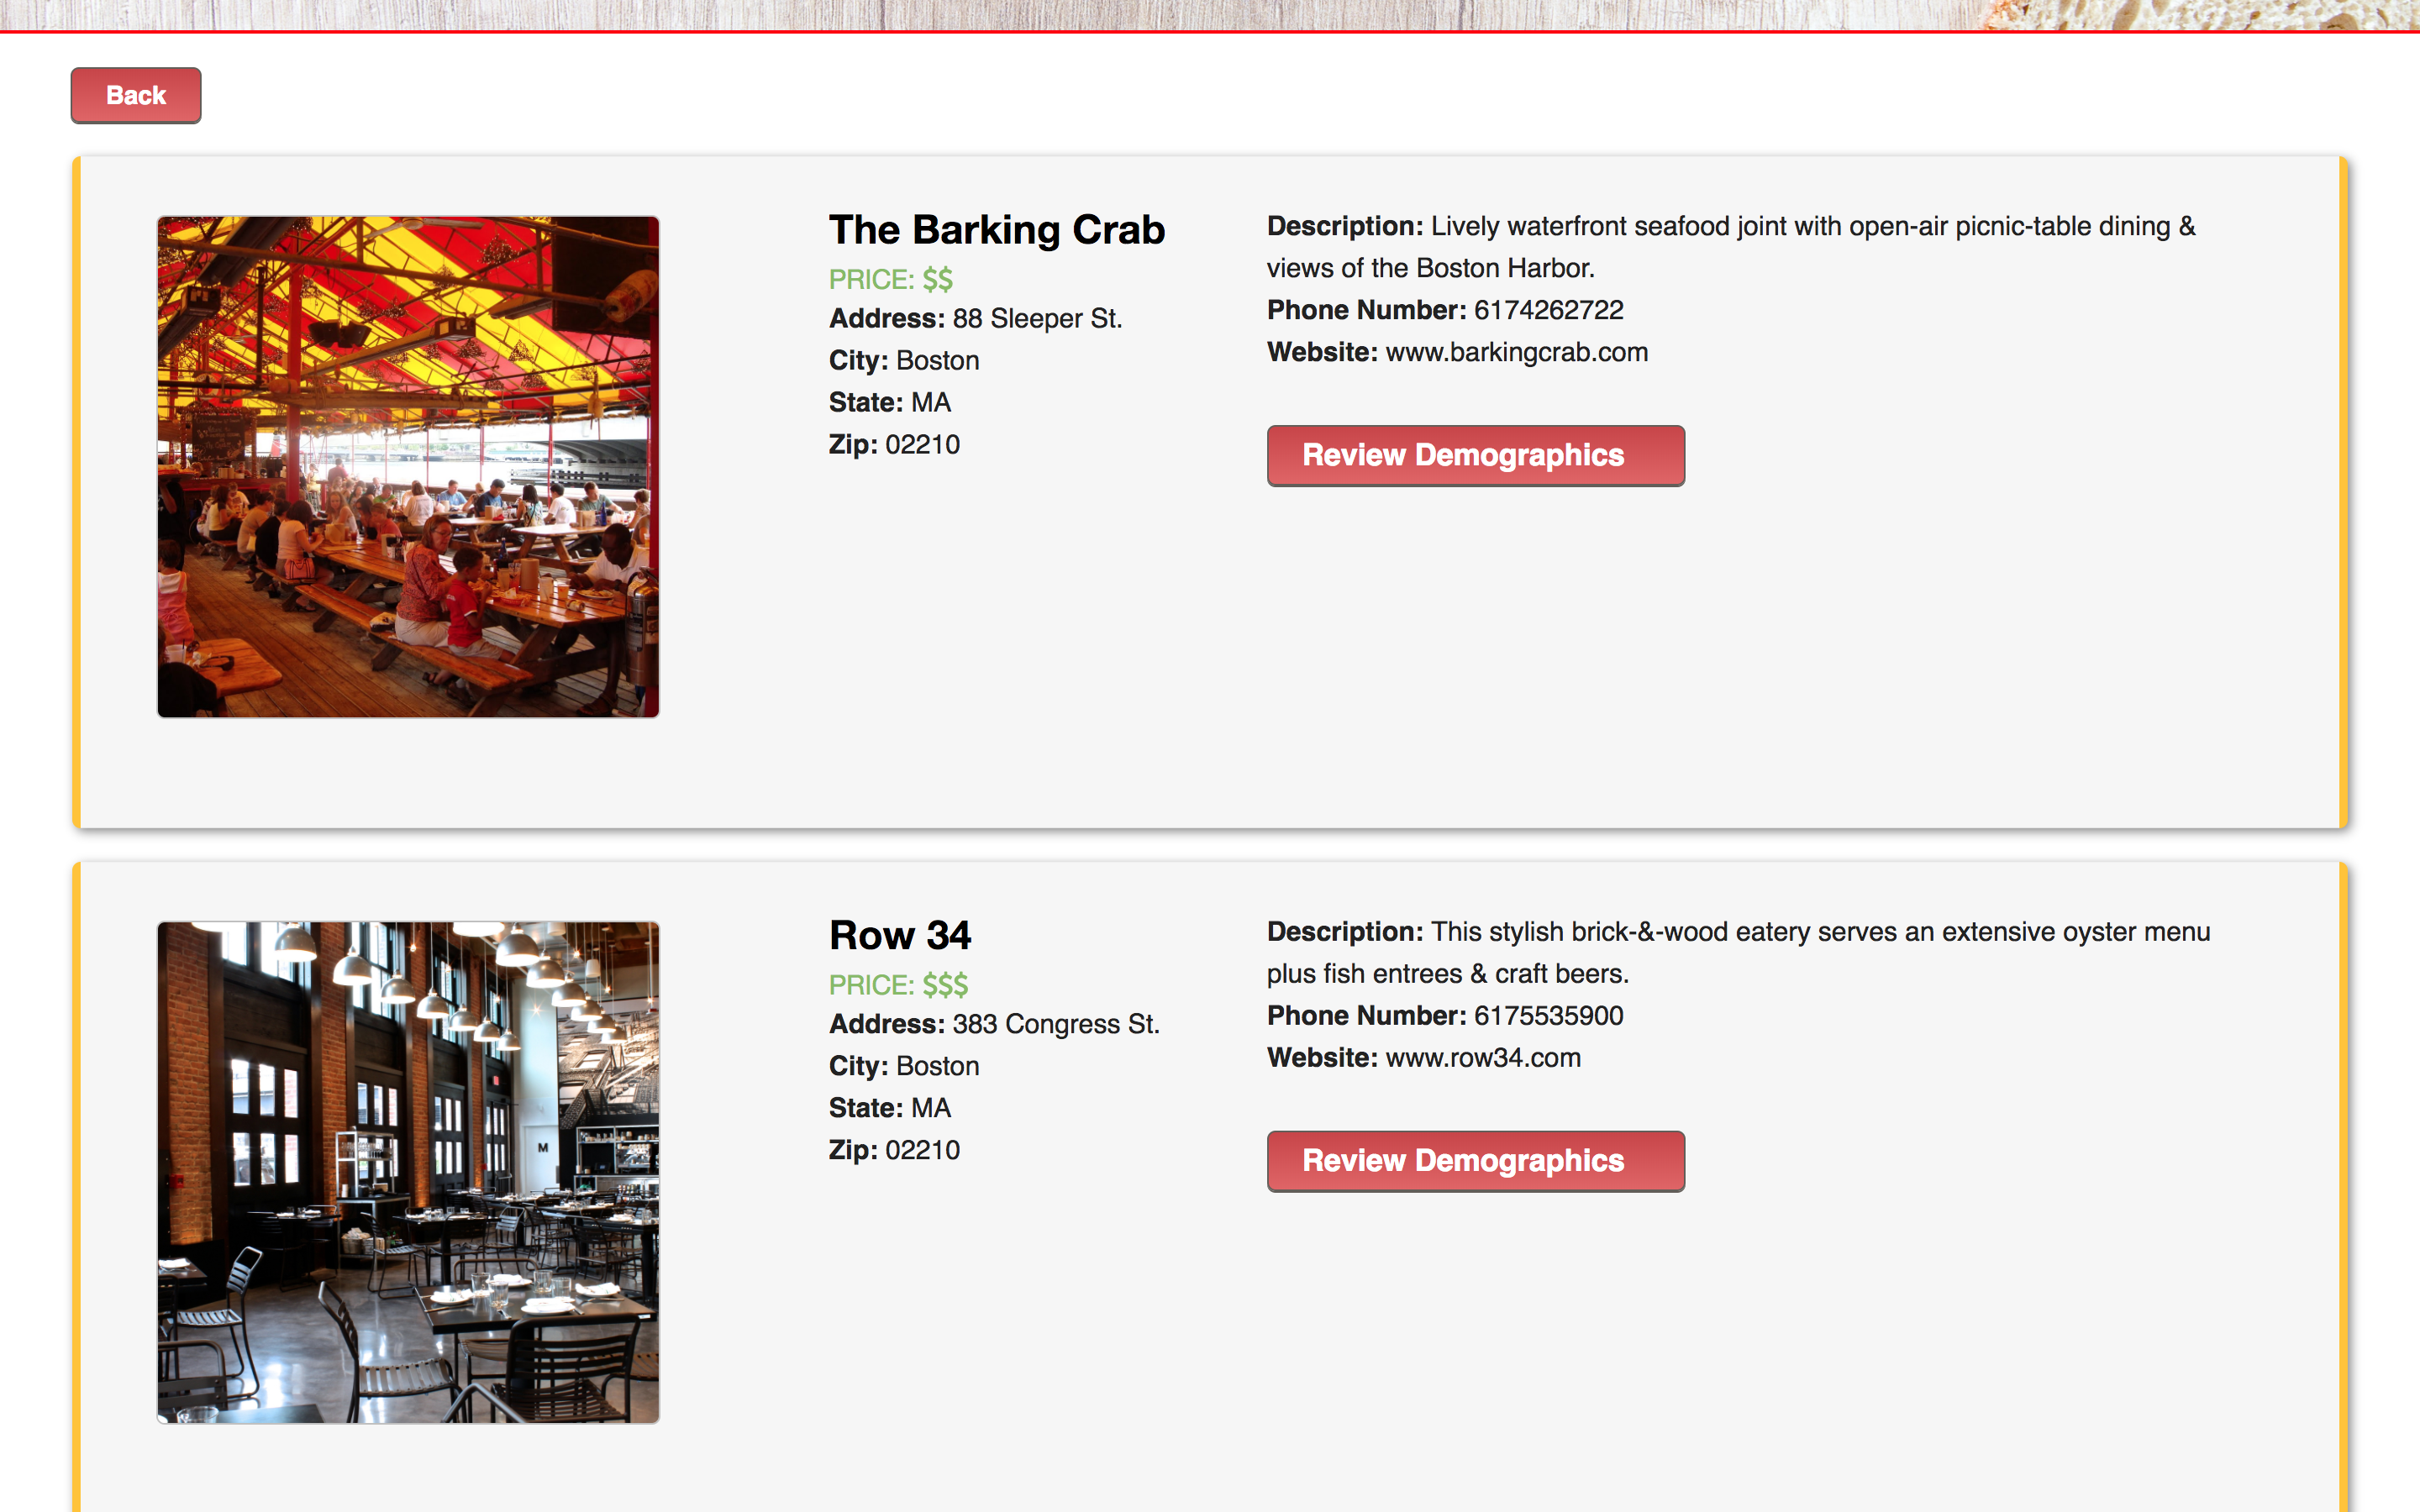 Back
The Barking Crab
PRICE: $$
Address: 88 Sleeper St.
City: Boston
State: MA
Zip: 02210
Description: Lively waterfront seafood joint with open-air picnic-table dining &
views of the Boston Harbor.
Phone Number: 6174262722
Website: www.barkingcrab.com
Review Demographics
Row 34
PRICE: $$$
Address: 383 Congress St.
City: Boston
State: MA
Zip: 02210
M
Description: This stylish brick-&-wood eatery serves an extensive oyster menu
plus fish entrees & craft beers.
Phone Number: 6175535900
Website: www.row34.com
Review Demographics